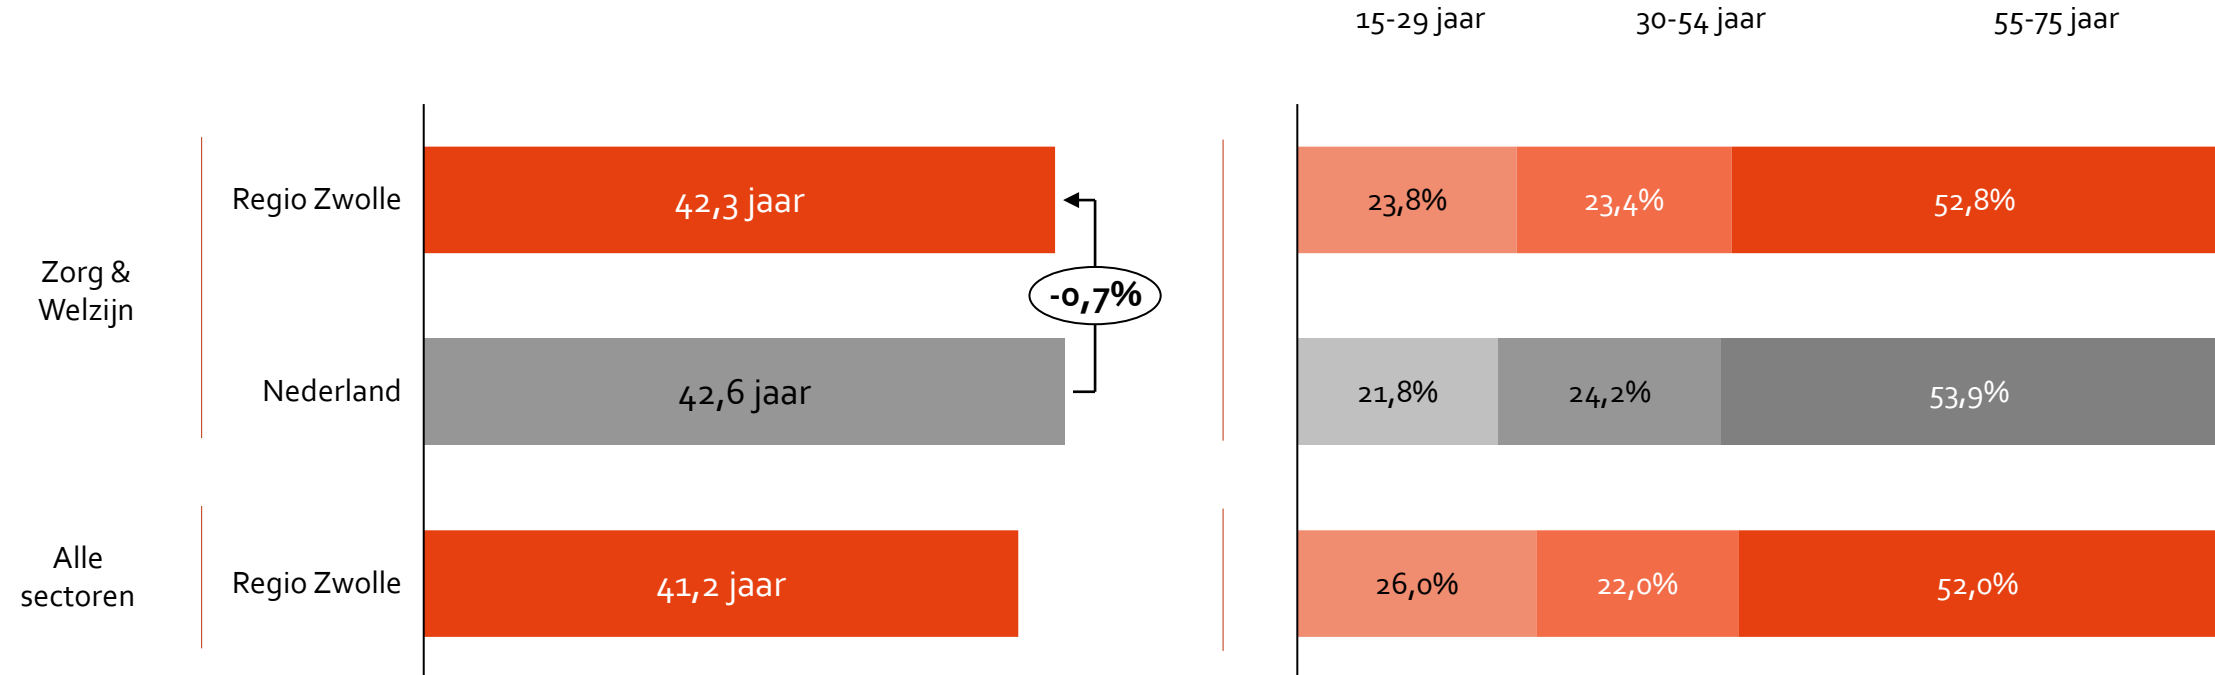 15-29 jaar 30-54 jaar 55-75 jaar
Regio Zwolle 42,3 jaar 23,8% 23,4% 52,8%
Zorg &
Welzijn
-0,7%
Nederland 42,6 jaar 21,8% 24,2% 53,9%
Alle
sectoren
Regio Zwolle 41,2 jaar 26,0% 22,0% 52,0%